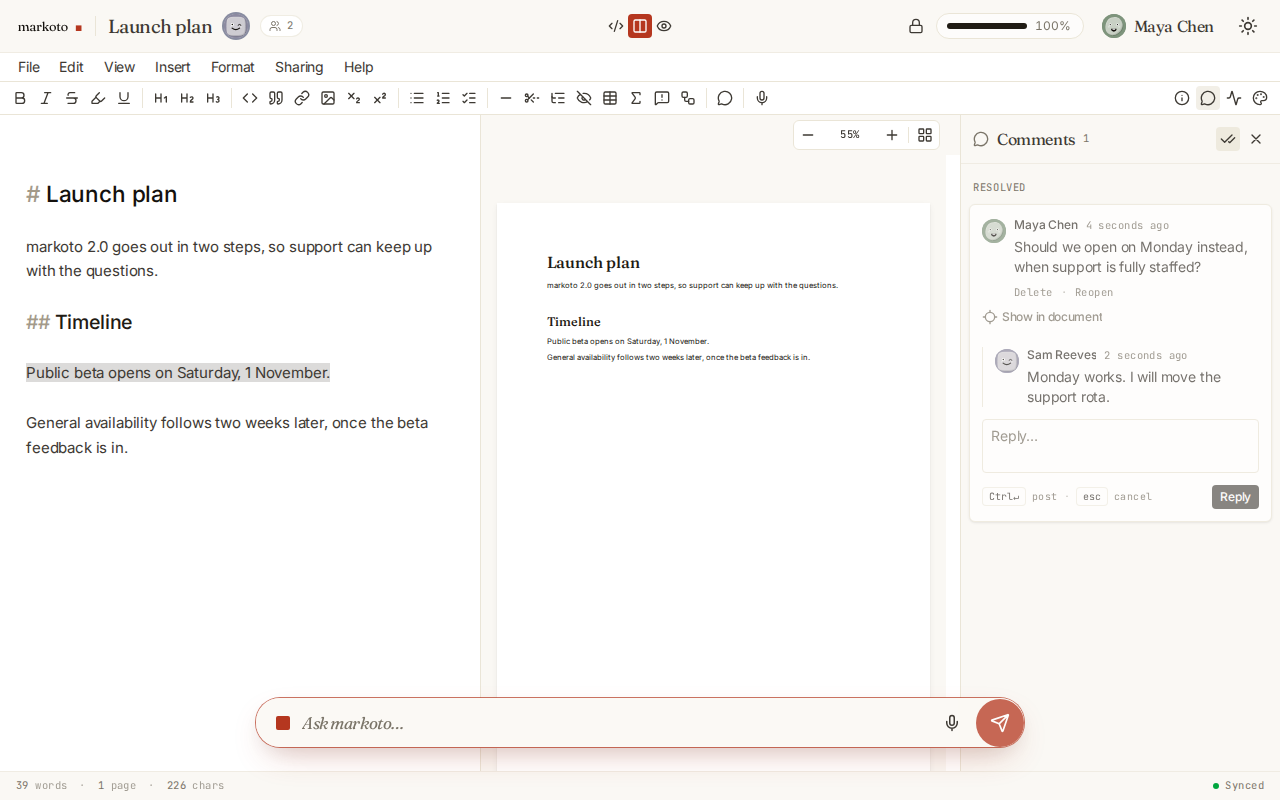 markoto
Launch plan
2
100%
Maya Chen
File Edit View Insert Format Sharing Help
H1 H2 H3
55%
# Launch plan
markoto 2.0 goes out in two steps, so support can keep up
with the questions.
## Timeline
Public beta opens on Saturday, 1 November.
General availability follows two weeks later, once the beta
feedback is in.
Launch plan
markoto 2.0 goes out in two steps, so support can keep up with the questions.
Timeline
Public beta opens on Saturday, 1 November.
General availability follows two weeks later, once the beta feedback is in.
Comments 1
RESOLVED
Maya Chen 4 seconds ago
Should we open on Monday instead,
when support is fully staffed?
Delete · Reopen
Show in document
Sam Reeves 2 seconds ago
Monday works. I will move the
support rota.
Reply...
Ctrl↵ post · esc cancel
Reply
Ask markoto...
39 words · 1 page · 226 chars
Synced